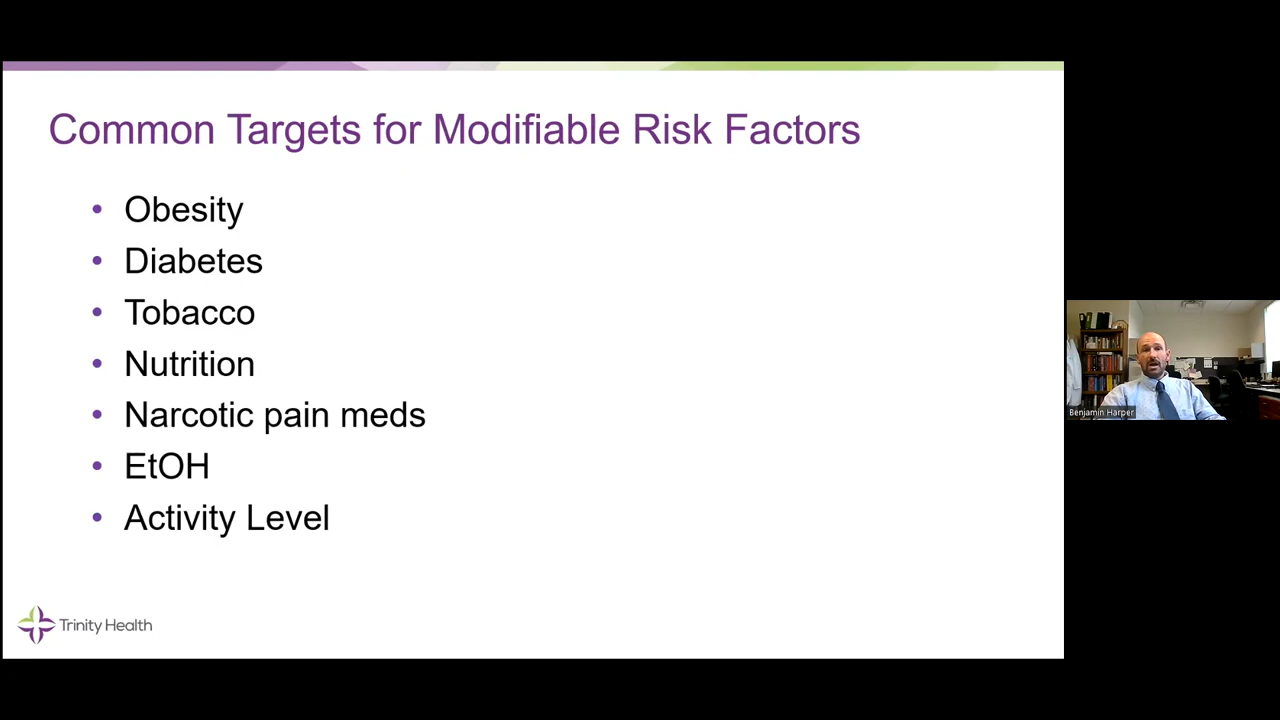 Common Targets for Modifiable Risk Factors
• Obesity
• Diabetes
• Tobacco
• Nutrition
• Narcotic pain meds
• EtOH
• Activity Level
Trinity Health
Benjamin Harper